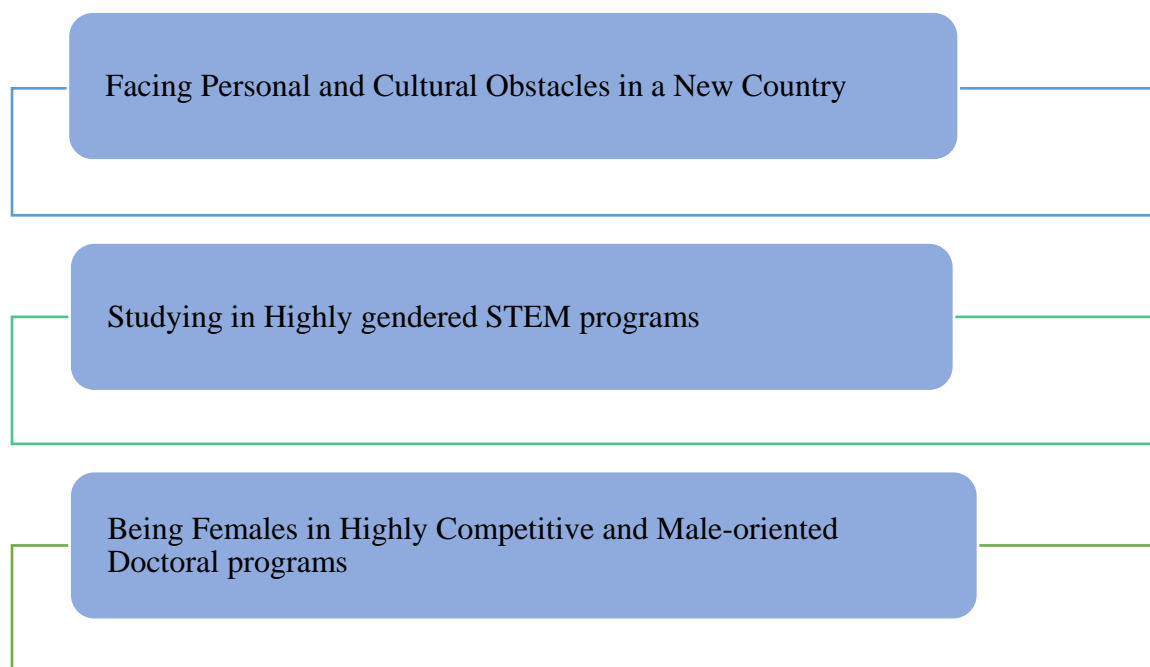 Facing Personal and Cultural Obstacles in a New Country
Studying in Highly gendered STEM programs
Being Females in Highly Competitive and Male-oriented
Doctoral programs